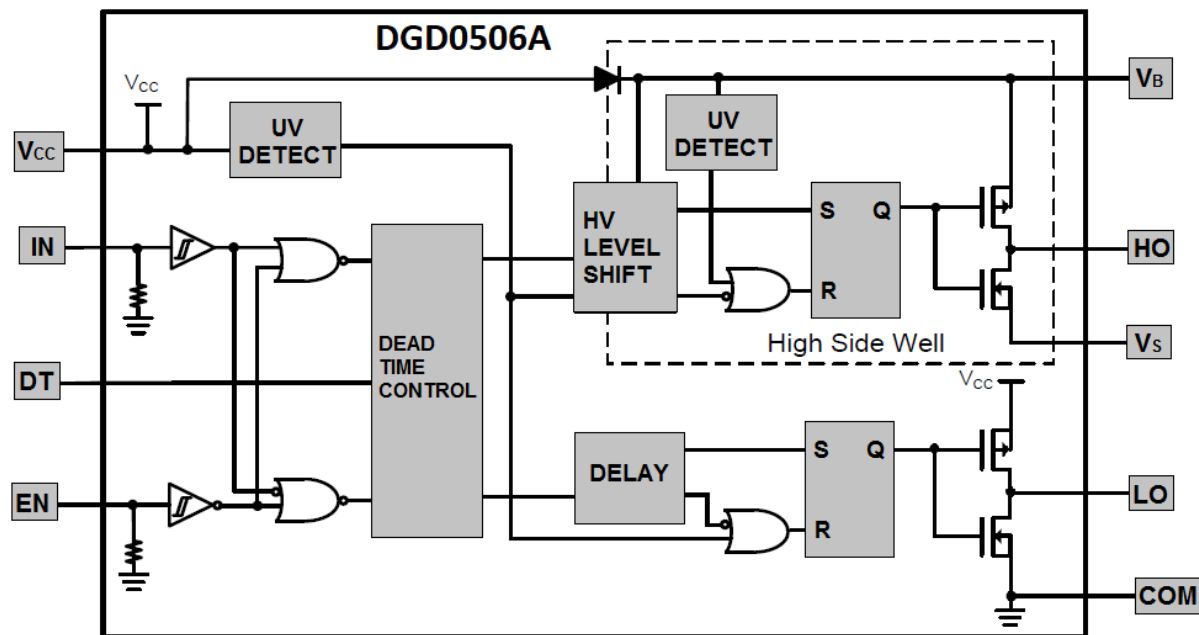 DGD0506A
VCC
VB
VCC
UV
DETECT
UV
DETECT
IN
HV
LEVEL
SHIFT
S
Q
R
HO
High Side Well
VS
DEAD
TIME
CONTROL
DT
VCC
DELAY
S
Q
R
EN
LO
COM